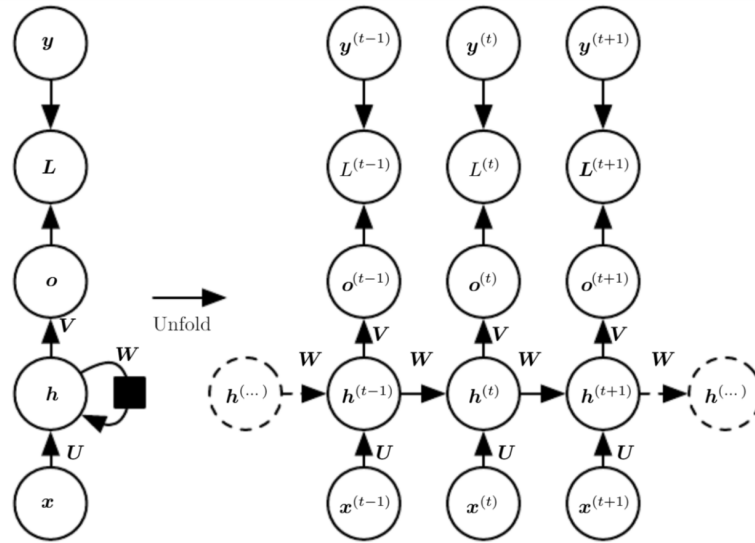 y y^(t−1) y^(t) y^(t+1)
L L^(t−1) L^(t) L^(t+1)
o o^(t−1) o^(t) o^(t+1)
Unfold
V V V V
W W W W W
h h^(...) h^(t−1) h^(t) h^(t+1) h^(...)
U U U U
x x^(t−1) x^(t) x^(t+1)